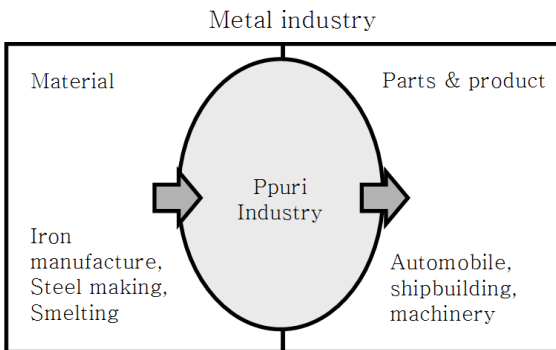 Metal industry
Material
Parts & product
Ppuri
Industry
Iron
manufacture,
Steel making,
Smelting
Automobile,
shipbuilding,
machinery